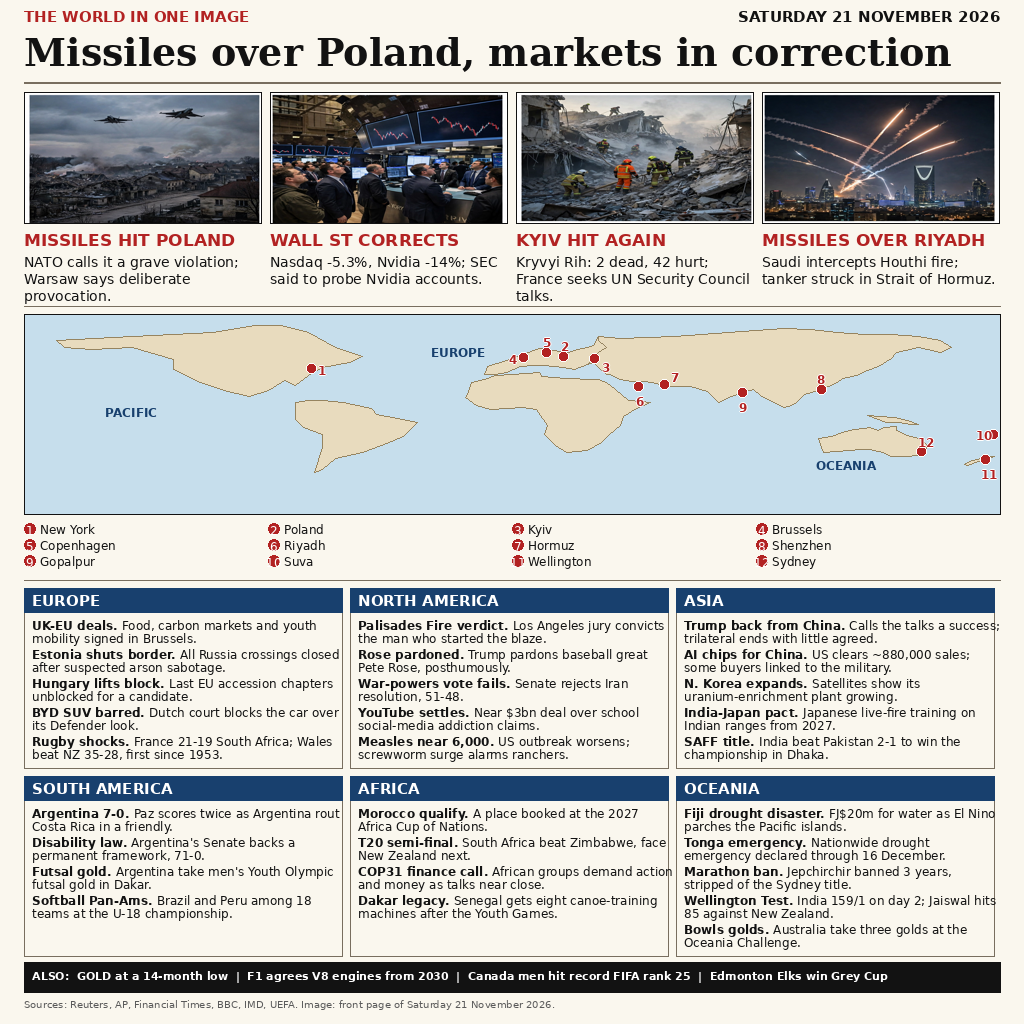 THE WORLD IN ONE IMAGE
SATURDAY 21 NOVEMBER 2026
Missiles over Poland, markets in correction
MISSILES HIT POLAND
NATO calls it a grave violation;
Warsaw says deliberate
provocation.
WALL ST CORRECTS
Nasdaq -5.3%, Nvidia -14%; SEC
said to probe Nvidia accounts.
KYIV HIT AGAIN
Kryvyi Rih: 2 dead, 42 hurt;
France seeks UN Security Council
talks.
MISSILES OVER RIYADH
Saudi intercepts Houthi fire;
tanker struck in Strait of Hormuz.
EUROPE
PACIFIC
OCEANIA
1
2
3
4
5
6
7
8
9
10
11
12
1 New York
2 Poland
3 Kyiv
4 Brussels
5 Copenhagen
6 Riyadh
7 Hormuz
8 Shenzhen
9 Gopalpur
10 Suva
11 Wellington
12 Sydney
EUROPE
UK-EU deals. Food, carbon markets and youth
mobility signed in Brussels.
Estonia shuts border. All Russia crossings closed
after suspected arson sabotage.
Hungary lifts block. Last EU accession chapters
unblocked for a candidate.
BYD SUV barred. Dutch court blocks the car over
its Defender look.
Rugby shocks. France 21-19 South Africa; Wales
beat NZ 35-28, first since 1953.
NORTH AMERICA
Palisades Fire verdict. Los Angeles jury convicts
the man who started the blaze.
Rose pardoned. Trump pardons baseball great
Pete Rose, posthumously.
War-powers vote fails. Senate rejects Iran
resolution, 51-48.
YouTube settles. Near $3bn deal over school
social-media addiction claims.
Measles near 6,000. US outbreak worsens;
screwworm surge alarms ranchers.
ASIA
Trump back from China. Calls the talks a success;
trilateral ends with little agreed.
AI chips for China. US clears ~880,000 sales;
some buyers linked to the military.
N. Korea expands. Satellites show its
uranium-enrichment plant growing.
India-Japan pact. Japanese live-fire training on
Indian ranges from 2027.
SAFF title. India beat Pakistan 2-1 to win the
championship in Dhaka.
SOUTH AMERICA
Argentina 7-0. Paz scores twice as Argentina rout
Costa Rica in a friendly.
Disability law. Argentina's Senate backs a
permanent framework, 71-0.
Futsal gold. Argentina take men's Youth Olympic
futsal gold in Dakar.
Softball Pan-Ams. Brazil and Peru among 18
teams at the U-18 championship.
AFRICA
Morocco qualify. A place booked at the 2027
Africa Cup of Nations.
T20 semi-final. South Africa beat Zimbabwe, face
New Zealand next.
COP31 finance call. African groups demand action
and money as talks near close.
Dakar legacy. Senegal gets eight canoe-training
machines after the Youth Games.
OCEANIA
Fiji drought disaster. FJ$20m for water as El Nino
parches the Pacific islands.
Tonga emergency. Nationwide drought
emergency declared through 16 December.
Marathon ban. Jepchirchir banned 3 years,
stripped of the Sydney title.
Wellington Test. India 159/1 on day 2; Jaiswal hits
85 against New Zealand.
Bowls golds. Australia take three golds at the
Oceania Challenge.
ALSO: GOLD at a 14-month low | F1 agrees V8 engines from 2030 | Canada men hit record FIFA rank 25 | Edmonton Elks win Grey Cup
Sources: Reuters, AP, Financial Times, BBC, IMD, UEFA. Image: front page of Saturday 21 November 2026.